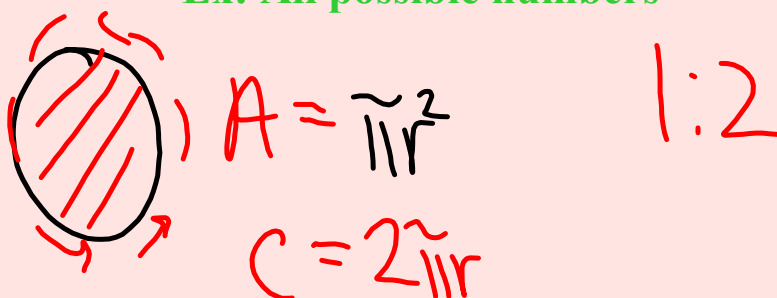 Ex: All possible numbers
A = πr²
1:2
C = 2πr